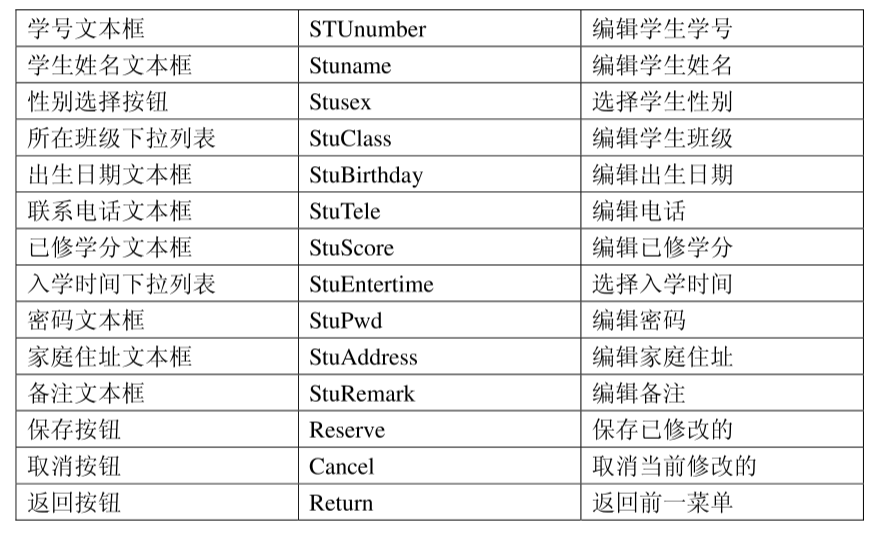 学号文本框 STUnumber 编辑学生学号
学生姓名文本框 Stuname 编辑学生姓名
性别选择按钮 Stusex 选择学生性别
所在班级下拉列表 StuClass 编辑学生班级
出生日期文本框 StuBirthday 编辑出生日期
联系电话文本框 StuTele 编辑电话
已修学分文本框 StuScore 编辑已修学分
入学时间下拉列表 StuEntertime 选择入学时间
密码文本框 StuPwd 编辑密码
家庭住址文本框 StuAddress 编辑家庭住址
备注文本框 StuRemark 编辑备注
保存按钮 Reserve 保存已修改的
取消按钮 Cancel 取消当前修改的
返回按钮 Return 返回前一菜单